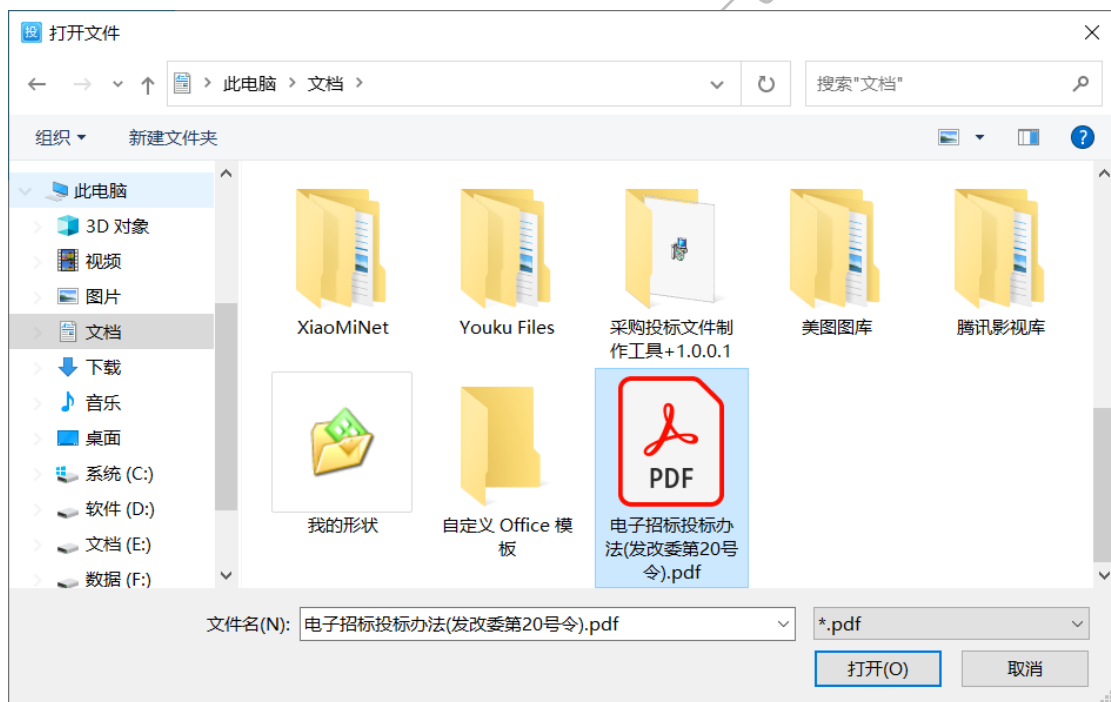 投 打开文件
此电脑 > 文档 >
搜索"文档"
组织
新建文件夹
?
此电脑
3D 对象
视频
图片
文档
下载
音乐
桌面
系统 (C:)
软件 (D:)
文档 (E:)
数据 (F:)
XiaoMiNet
Youku Files
采购投标文件制
作工具+1.0.0.1
美图图库
腾讯影视库
我的形状
自定义 Office 模
板
PDF
电子招标投标办
法(发改委第20号
令).pdf
文件名(N):
电子招标投标办法(发改委第20号令).pdf
*.pdf
打开(O)
取消